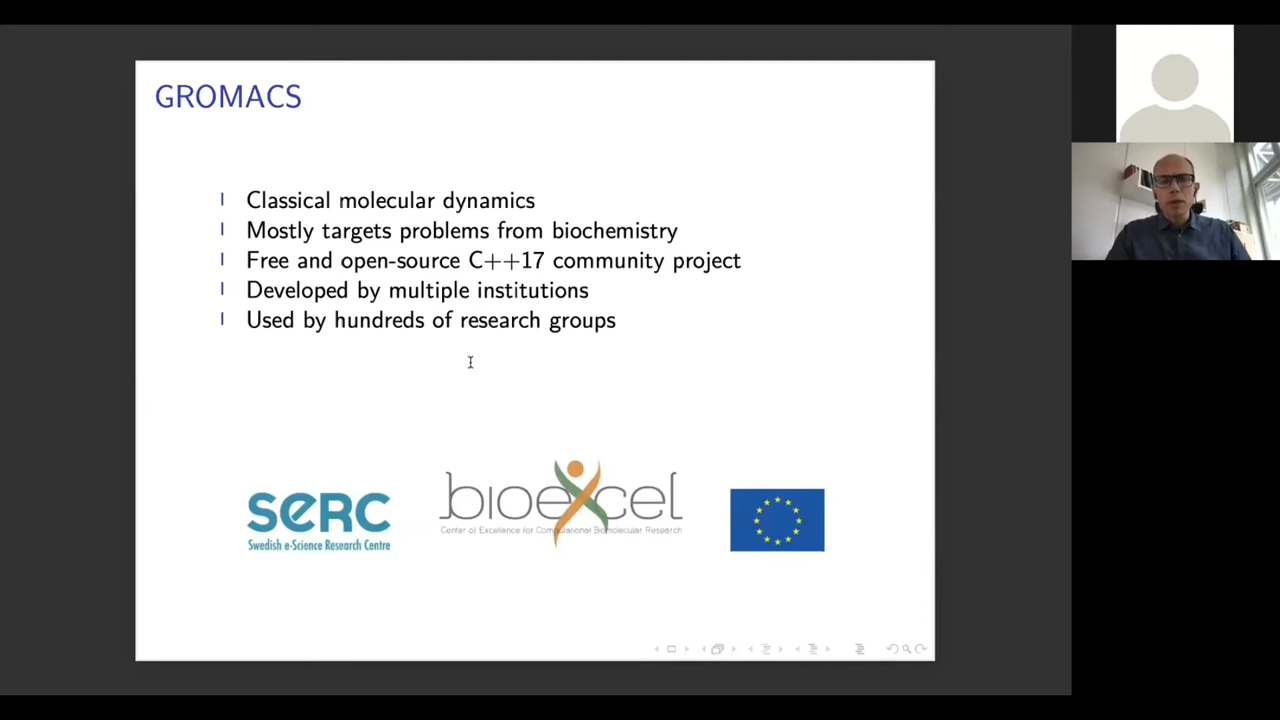 GROMACS
Classical molecular dynamics
Mostly targets problems from biochemistry
Free and open-source C++17 community project
Developed by multiple institutions
Used by hundreds of research groups
serc
Swedish e-Science Research Centre
bioexcel
Center of Excellence for Computational Biomolecular Research